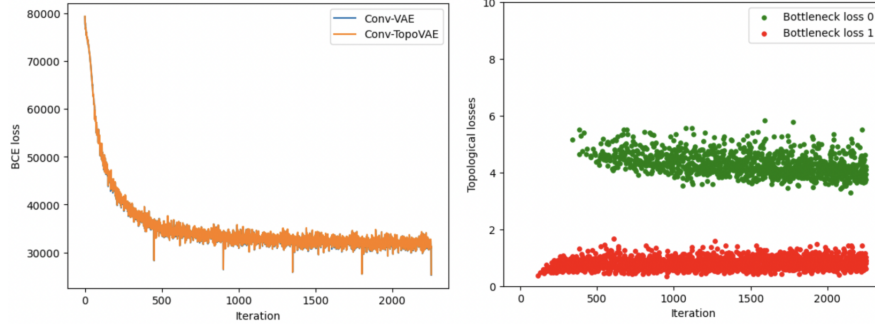 80000
70000
60000
50000
40000
30000
BCE loss
Conv-VAE
Conv-TopoVAE
0
500
1000
1500
2000
Iteration
10
8
6
4
2
0
Topological losses
Bottleneck loss 0
Bottleneck loss 1
0
500
1000
1500
2000
Iteration